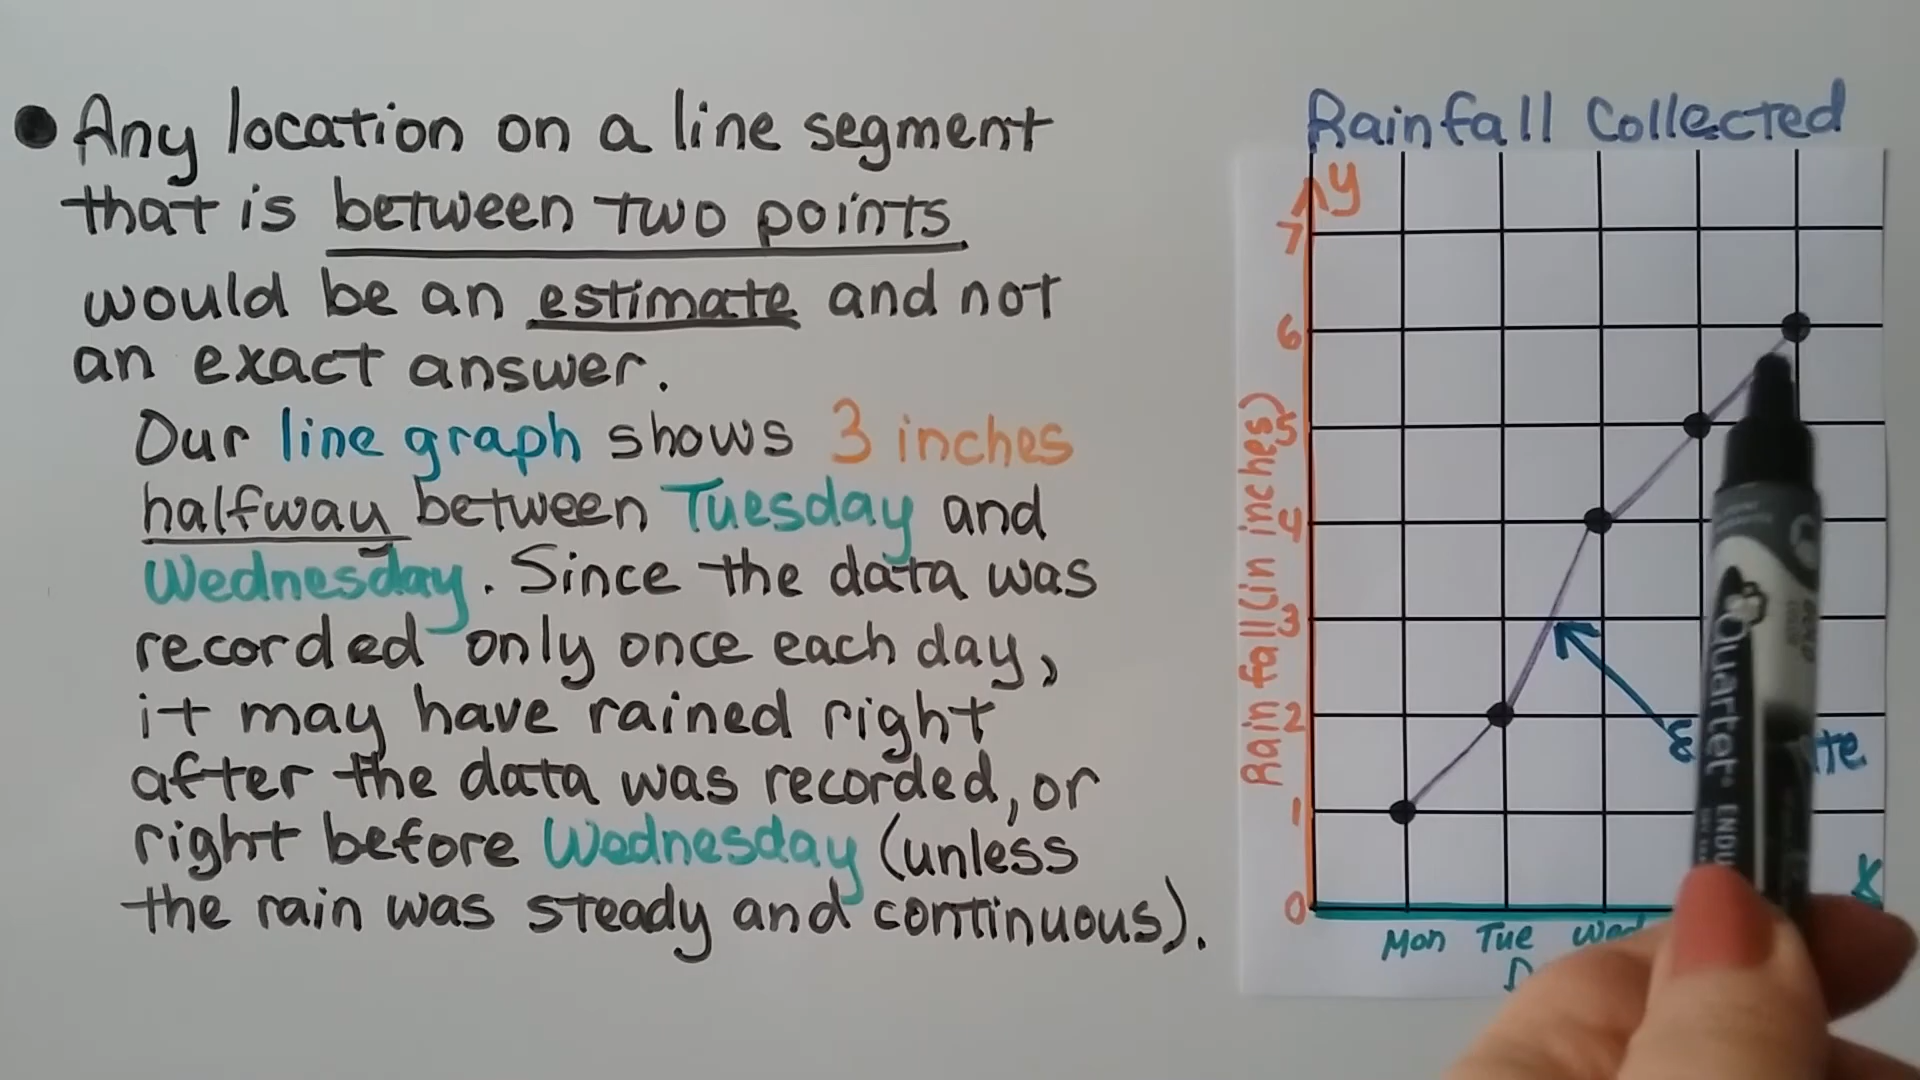 ● Any location on a line segment
that is between two points
would be an estimate and not
an exact answer.
Our line graph shows 3 inches
halfway between Tuesday and
Wednesday. Since the data was
recorded only once each day,
it may have rained right
after the data was recorded, or
right before Wednesday (unless
the rain was steady and continuous).
Rainfall Collected
y
7
6
5
4
3
2
1
0
Rainfall (in inches)
x
Mon Tue Wed
Quartet